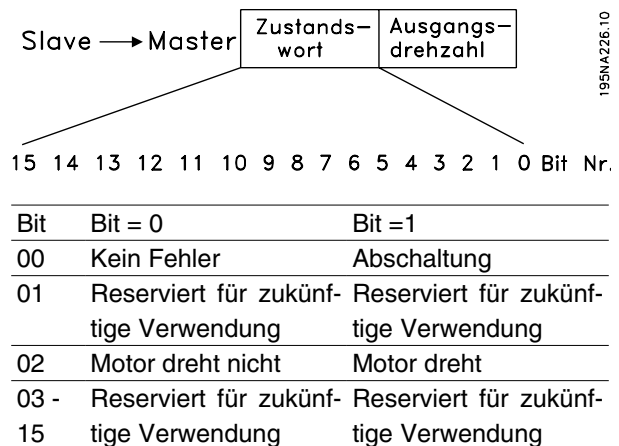 Slave → Master
Zustands-
wort
Ausgangs-
drehzahl
195NA226.10
15 14 13 12 11 10 9 8 7 6 5 4 3 2 1 0 Bit Nr.
Bit Bit = 0 Bit =1
00 Kein Fehler Abschaltung
01 Reserviert für zukünf- Reserviert für zukünf-
tige Verwendung tige Verwendung
02 Motor dreht nicht Motor dreht
03 - Reserviert für zukünf- Reserviert für zukünf-
15 tige Verwendung tige Verwendung